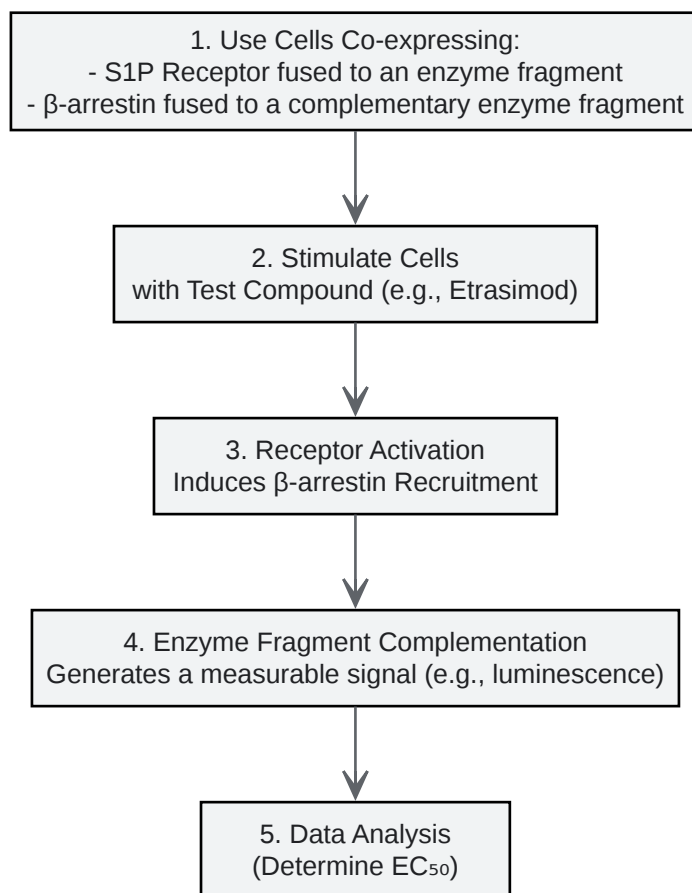 1. Use Cells Co-expressing:
- S1P Receptor fused to an enzyme fragment
- β-arrestin fused to a complementary enzyme fragment
2. Stimulate Cells
with Test Compound (e.g., Etrasimod)
3. Receptor Activation
Induces β-arrestin Recruitment
4. Enzyme Fragment Complementation
Generates a measurable signal (e.g., luminescence)
5. Data Analysis
(Determine EC₅₀)